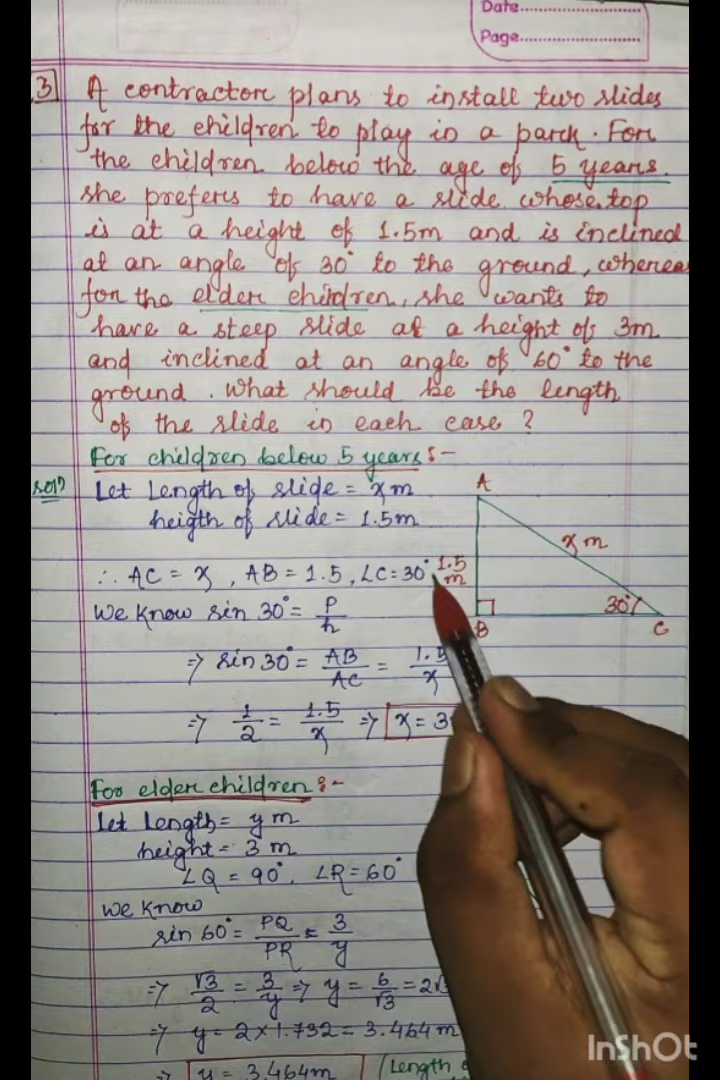 Date..............................
Page..............................
3 A contractor plans to install two slides
for the children to play in a park. For
the children below the age of 5 years.
she prefers to have a slide whose top
is at a height of 1.5m and is inclined
at an angle of 30° to the ground, wherea
for the elder children, she wants to
have a steep slide at a height of 3m
and inclined at an angle of 60° to the
ground. What should be the length
of the slide in each case?
For children below 5 years :-
Solⁿ Let Length of slide = x m
heigth of slide = 1.5m
∴ AC = x, AB = 1.5, ∠C = 30°
We Know sin 30° = P/h
⇒ sin 30° = AB/AC = 1.5/x
⇒ 1/2 = 1.5/x ⇒ x = 3
A
x m
1.5 m
30°
B
C
For elder children :-
Let Length = y m
height = 3 m
∠Q = 90°, ∠R = 60°
We Know
sin 60° = PQ/PR = 3/y
⇒ √3/2 = 3/y ⇒ y = 6/√3 = 2√
⇒ y = 2×1.732 = 3.464m
⇒ y = 3.464m (Length
InShOt